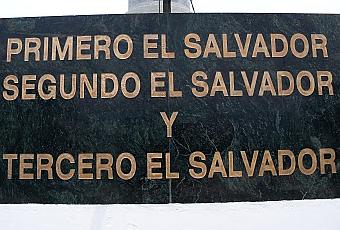 PRIMERO EL SALVADOR
SEGUNDO EL SALVADOR
Y
TERCERO EL SALVADOR